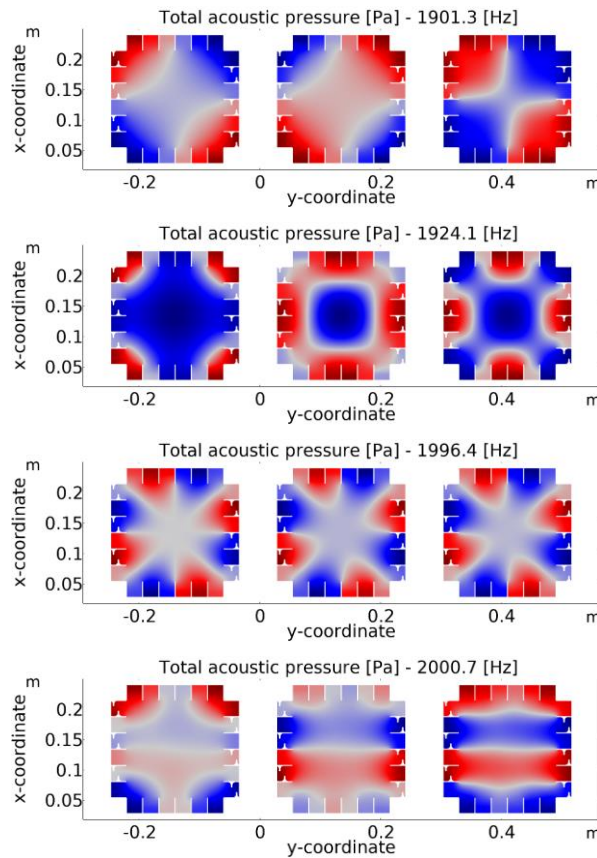 Total acoustic pressure [Pa] - 1901.3 [Hz]
m
x-coordinate
0.2
0.15
0.1
0.05
-0.2 0 0.2 0.4 m
y-coordinate
Total acoustic pressure [Pa] - 1924.1 [Hz]
m
x-coordinate
0.2
0.15
0.1
0.05
-0.2 0 0.2 0.4 m
y-coordinate
Total acoustic pressure [Pa] - 1996.4 [Hz]
m
x-coordinate
0.2
0.15
0.1
0.05
-0.2 0 0.2 0.4 m
y-coordinate
Total acoustic pressure [Pa] - 2000.7 [Hz]
m
x-coordinate
0.2
0.15
0.1
0.05
-0.2 0 0.2 0.4 m
y-coordinate